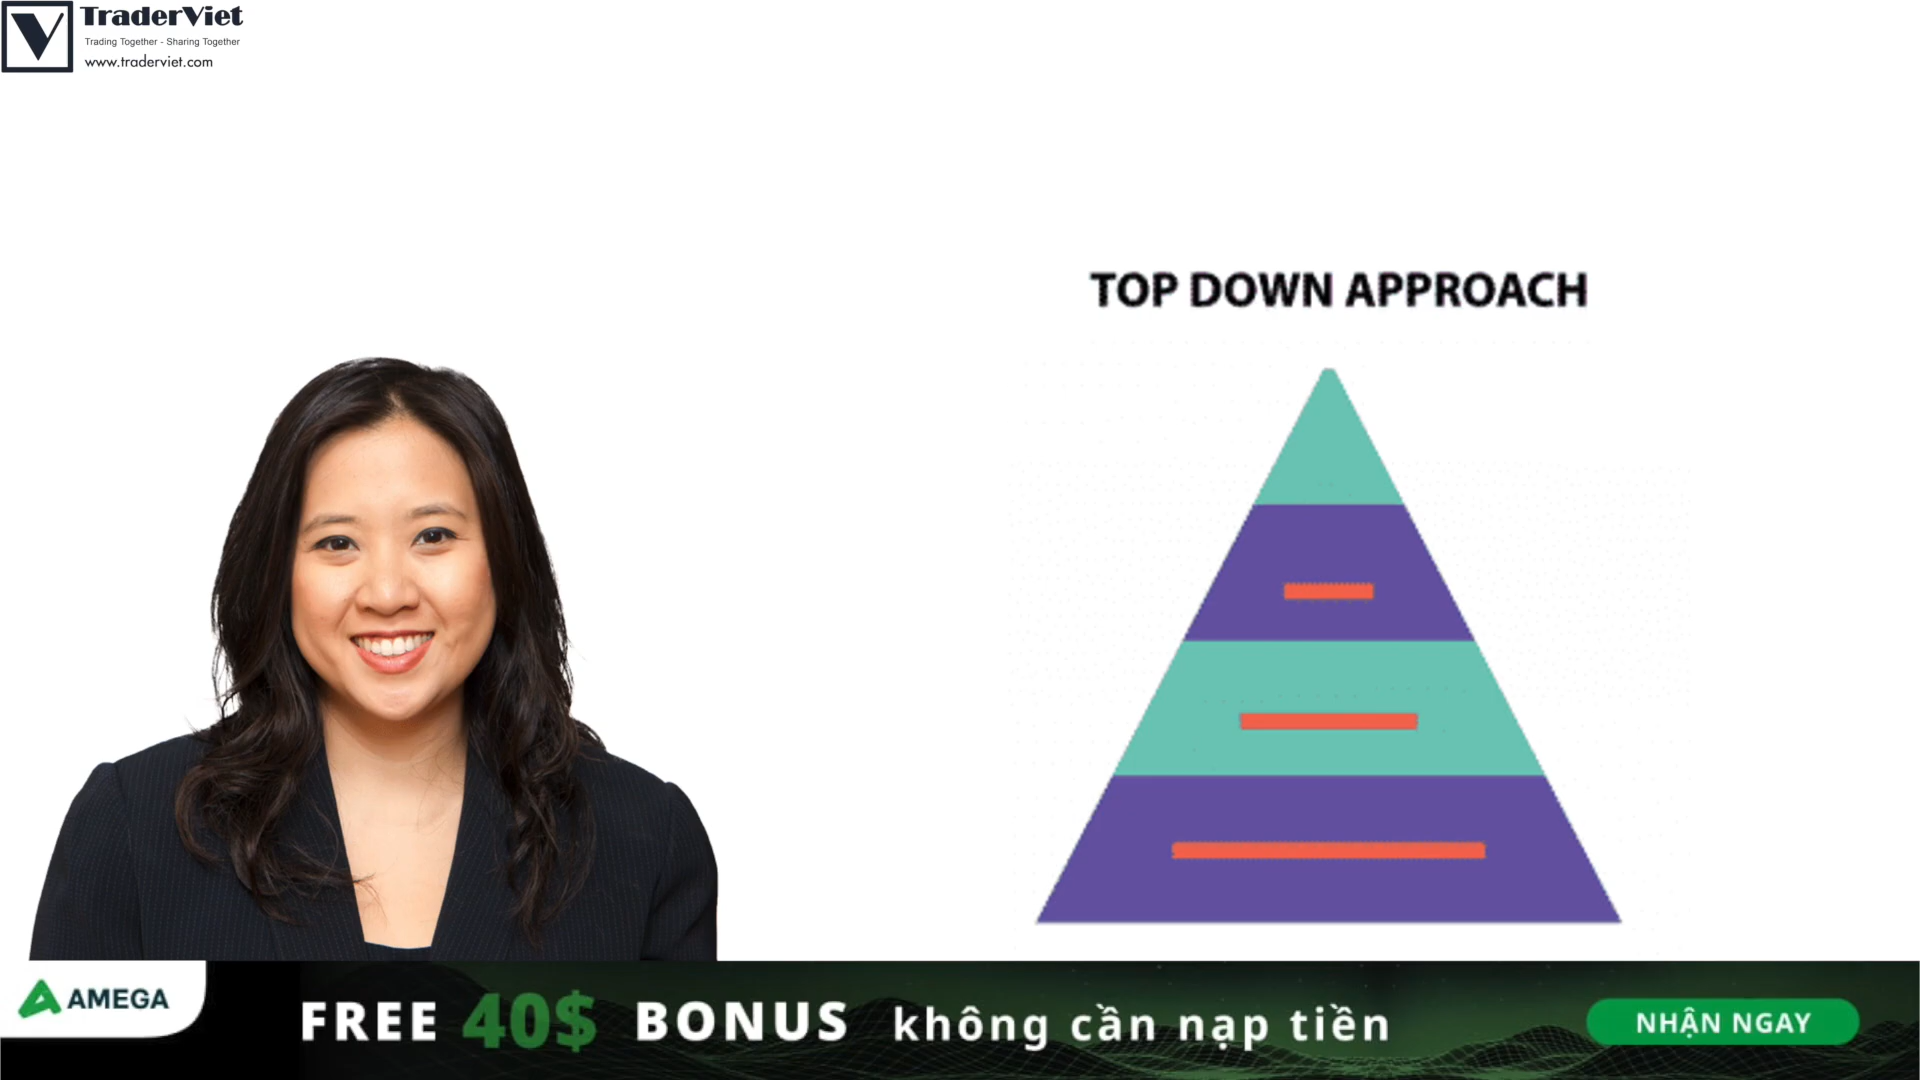 TraderViet
Trading Together - Sharing Together
www.traderviet.com
TOP DOWN APPROACH
AMEGA
FREE 40$ BONUS không cần nạp tiền
NHẬN NGAY